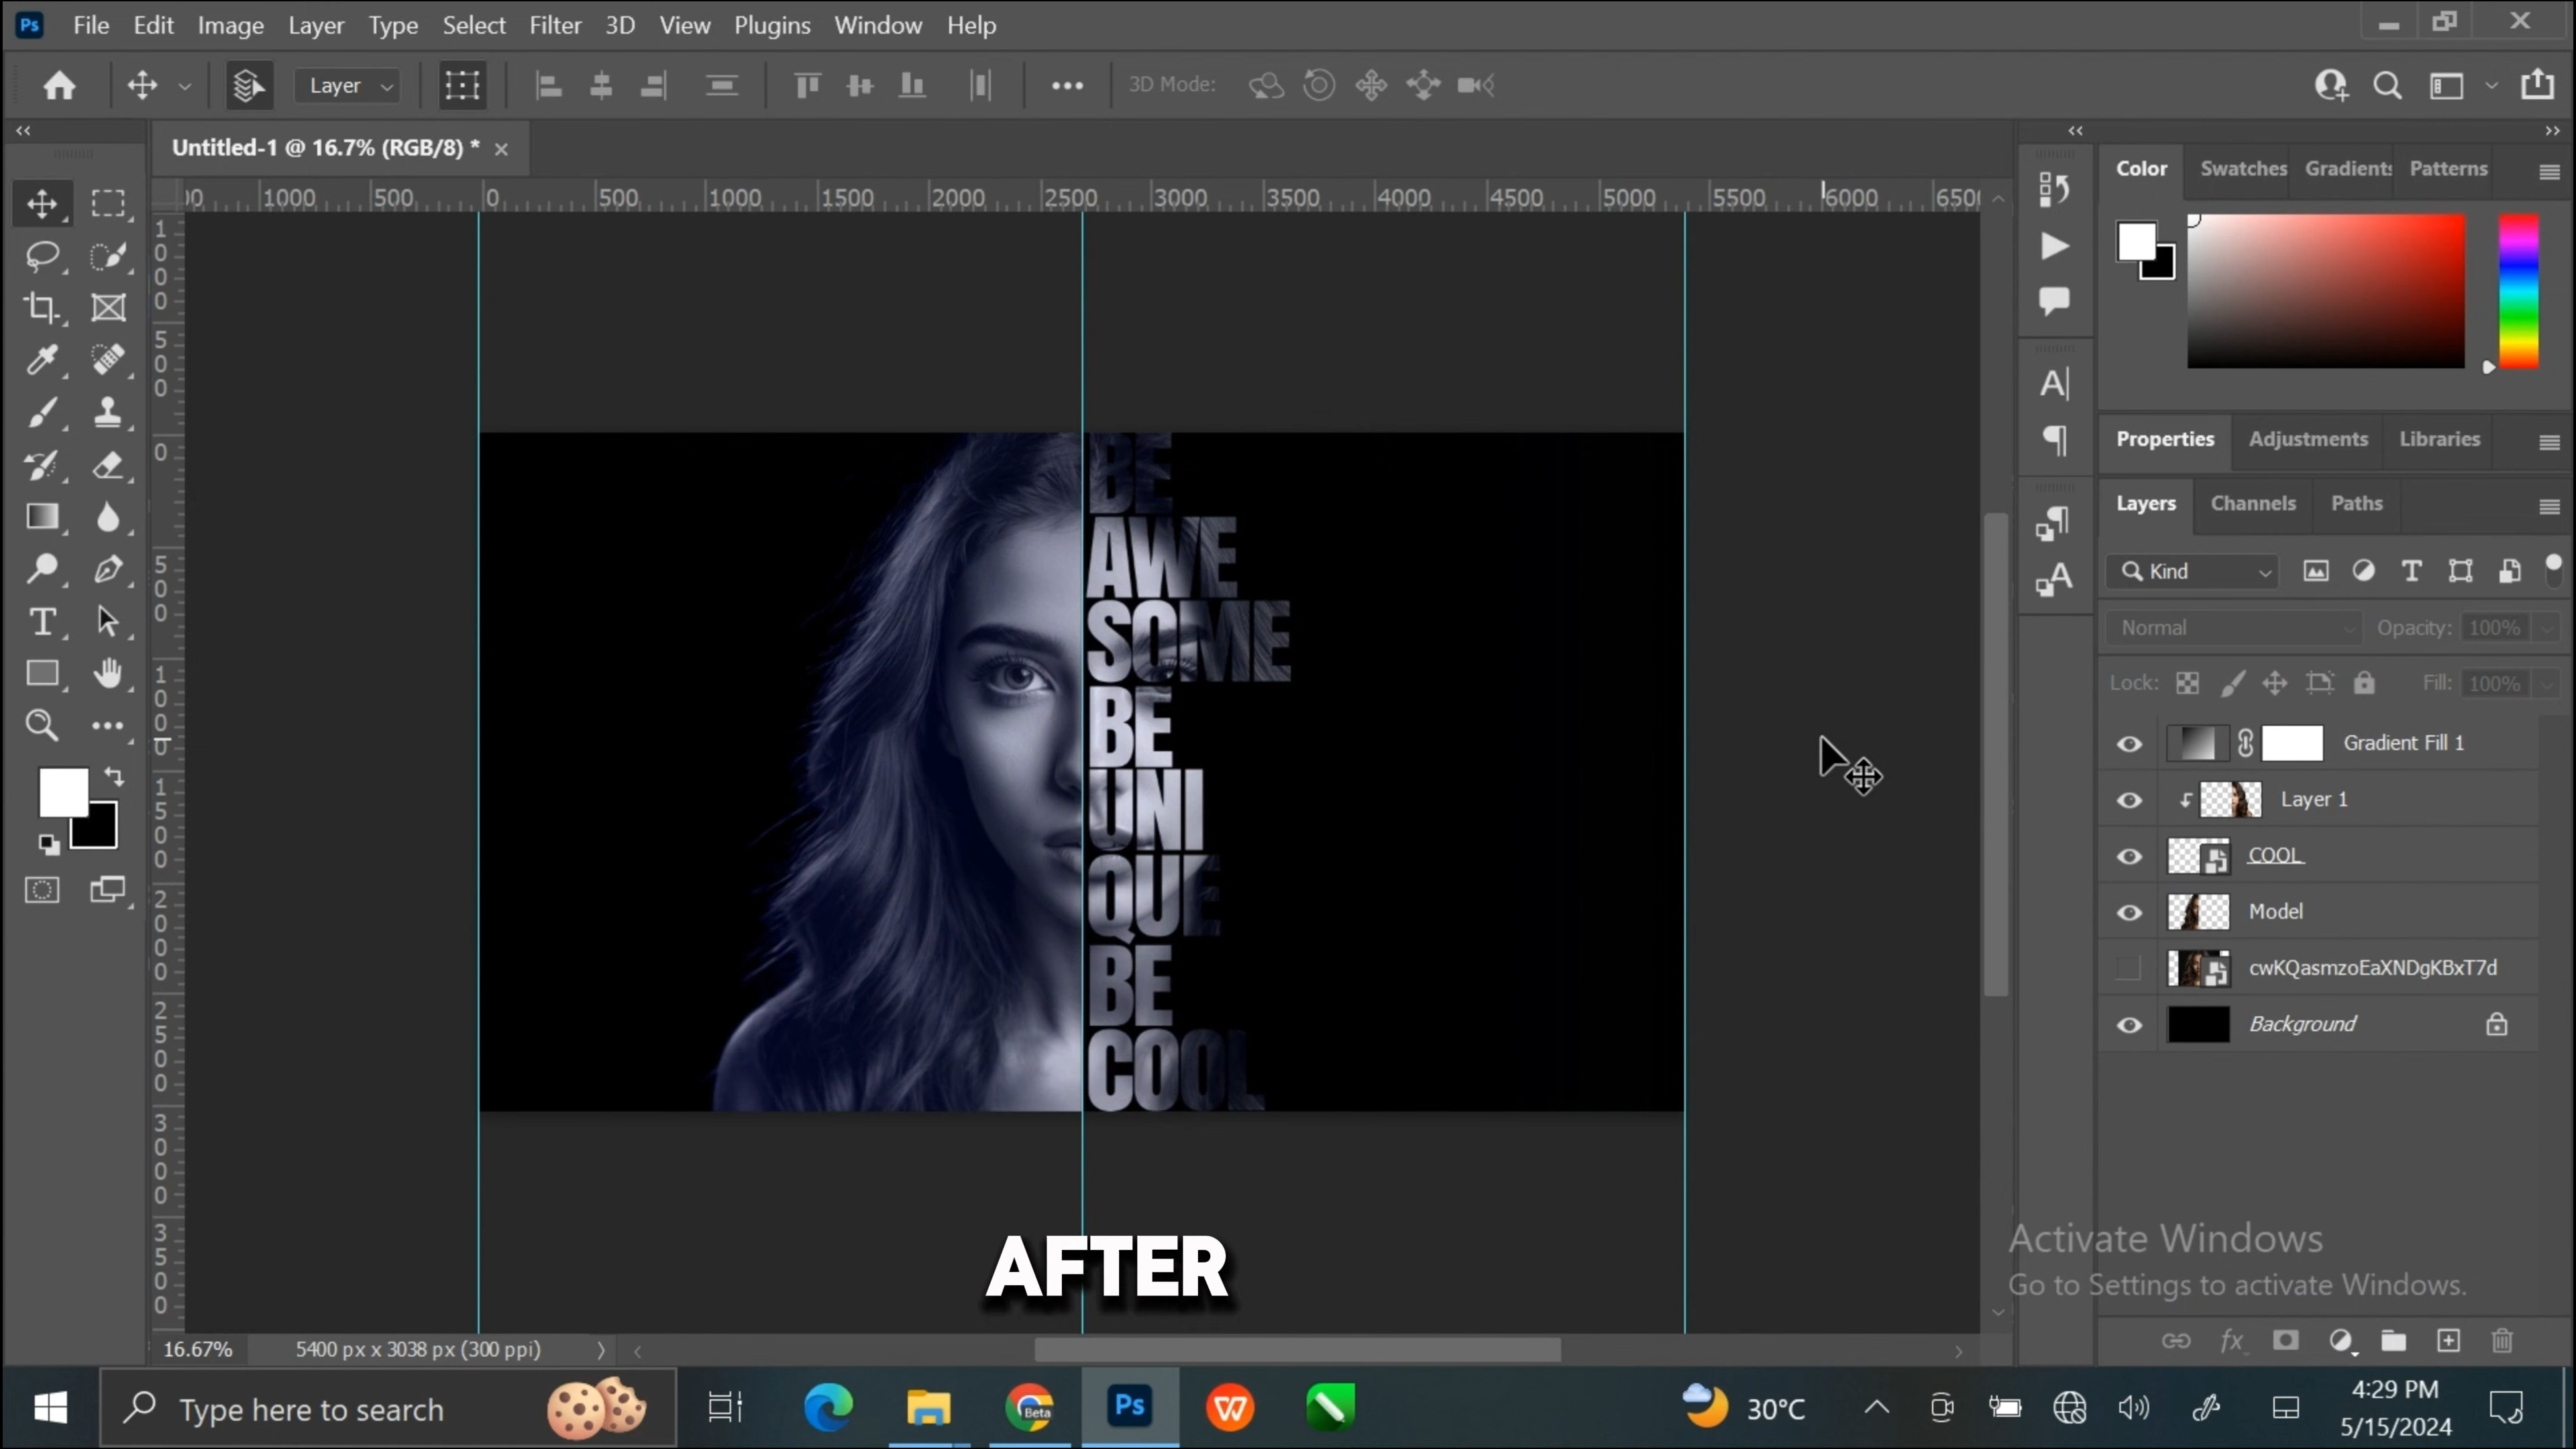 Ps File Edit Image Layer Type Select Filter 3D View Plugins Window Help
Layer 3D Mode:
Untitled-1 @ 16.7% (RGB/8) *
1000 500 0 500 1000 1500 2000 2500 3000 3500 4000 4500 5000 5500 6000
Color Swatches Gradients Patterns
Properties Adjustments Libraries
Layers Channels Paths
Kind
Normal Opacity: 100%
Lock: Fill: 100%
Gradient Fill 1
Layer 1
COOL
Model
cwKQasmzoEaXNDgKBxT7d
Background
BE
AWE
SOME
BE
UNI
QUE
BE
COOL
AFTER
Activate Windows
Go to Settings to activate Windows.
16.67% 5400 px x 3038 px (300 ppi)
Type here to search
Beta
Ps
W
30°C
4:29 PM
5/15/2024